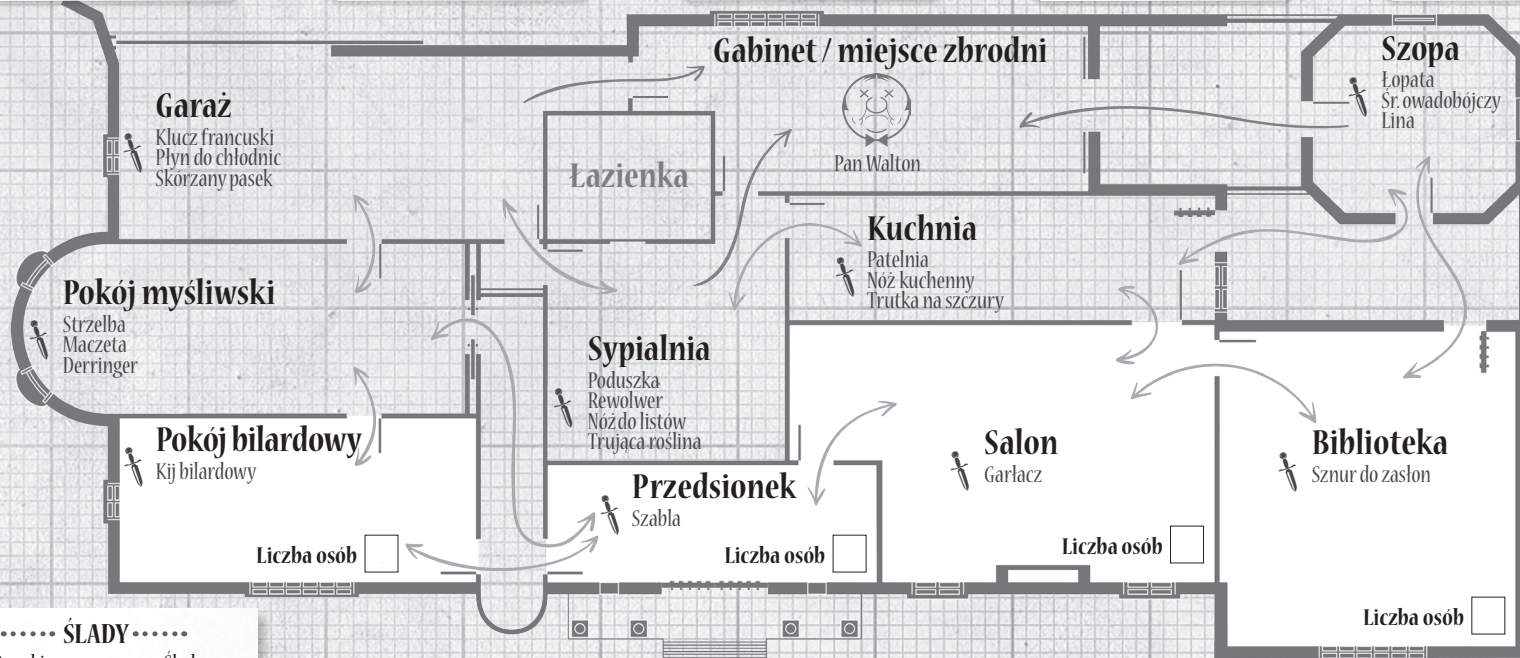 Gabinet / miejsce zbrodni
Pan Walton
Szopa
Łopata
Śr. owadobójczy
Lina
Garaż
Klucz francuski
Płyn do chłodnic
Skórzany pasek
Łazienka
Kuchnia
Patelnia
Nóż kuchenny
Trutka na szczury
Pokój myśliwski
Strzelba
Maczeta
Derringer
Sypialnia
Poduszka
Rewolwer
Nóż do listów
Trująca roślina
Pokój bilardowy
Kij bilardowy
Liczba osób
Przedsionek
Szabla
Liczba osób
Salon
Garłacz
Liczba osób
Biblioteka
Sznur do zasłon
Liczba osób
ŚLADY